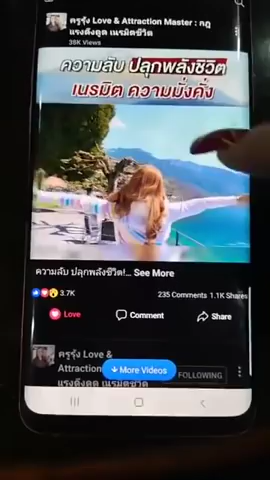 ครูรุ้ง Love & Attraction Master : กฎ
แรงดึงดูด เนรมิตชีวิต
38K Views
ความลับ ปลุกพลังชีวิต
เนรมิต ความมั่งคั่ง
ความลับ ปลุกพลังชีวิต!... See More
3.7K
235 Comments 1.1K Shares
Love
Comment
Share
ครูรุ้ง Love &
Attraction
แรงดึงดูด เนรมิตชีวิต
More Videos
FOLLOWING